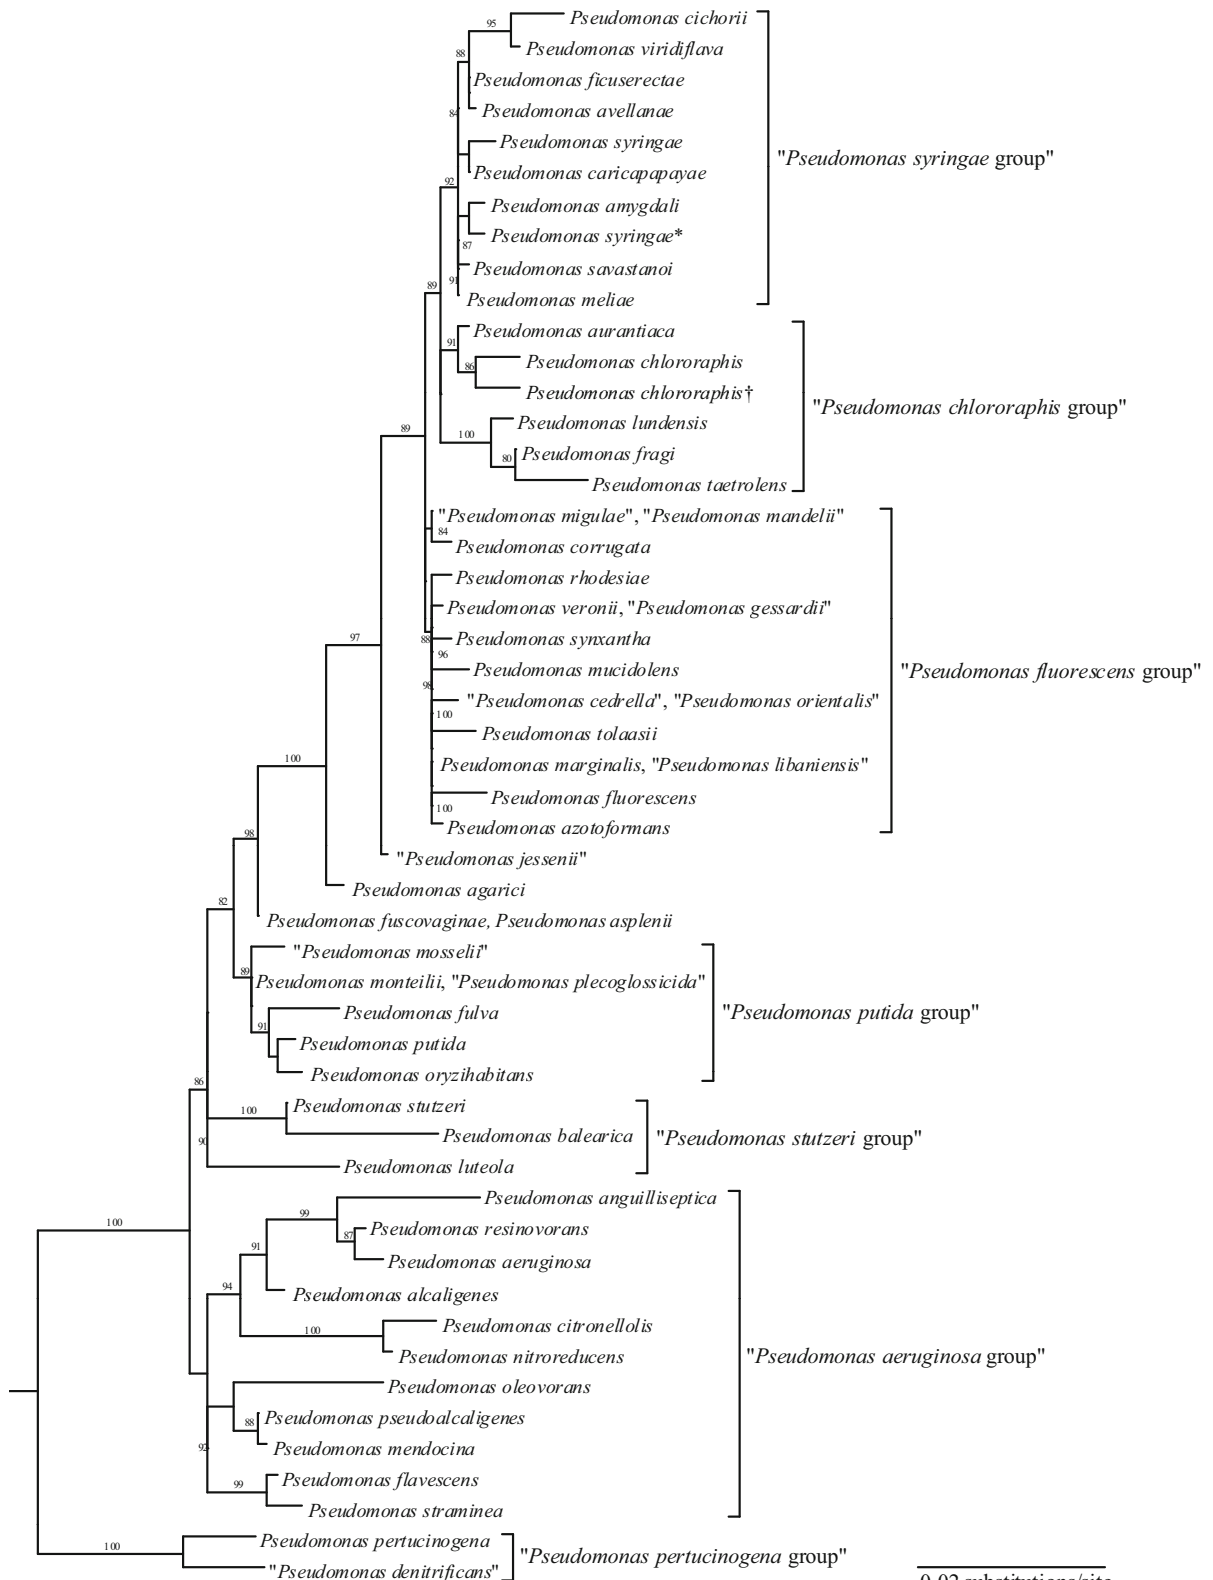 95
Pseudomonas cichorii
88
Pseudomonas viridiflava
Pseudomonas ficuserectae
84
Pseudomonas avellanae
Pseudomonas syringae
"Pseudomonas syringae group"
92
Pseudomonas caricapapayae
Pseudomonas amygdali
Pseudomonas syringae*
87
Pseudomonas savastanoi
91
89
Pseudomonas meliae
Pseudomonas aurantiaca
91
Pseudomonas chlororaphis
86
Pseudomonas chlororaphis†
"Pseudomonas chlororaphis group"
Pseudomonas lundensis
89
100
Pseudomonas fragi
80
Pseudomonas taetrolens
"Pseudomonas migulae", "Pseudomonas mandelii"
84
Pseudomonas corrugata
Pseudomonas rhodesiae
Pseudomonas veronii, "Pseudomonas gessardii"
88
Pseudomonas synxantha
97
96
Pseudomonas mucidolens
"Pseudomonas fluorescens group"
98
"Pseudomonas cedrella", "Pseudomonas orientalis"
100
Pseudomonas tolaasii
100
Pseudomonas marginalis, "Pseudomonas libaniensis"
Pseudomonas fluorescens
100
Pseudomonas azotoformans
98
"Pseudomonas jessenii"
Pseudomonas agarici
82
Pseudomonas fuscovaginae, Pseudomonas asplenii
"Pseudomonas mosselii"
89
Pseudomonas monteilii, "Pseudomonas plecoglossicida"
Pseudomonas fulva
"Pseudomonas putida group"
91
Pseudomonas putida
Pseudomonas oryzihabitans
86
Pseudomonas stutzeri
100
Pseudomonas balearica
"Pseudomonas stutzeri group"
90
Pseudomonas luteola
Pseudomonas anguilliseptica
99
100
Pseudomonas resinovorans
87
Pseudomonas aeruginosa
91
94
Pseudomonas alcaligenes
Pseudomonas citronellolis
100
Pseudomonas nitroreducens
"Pseudomonas aeruginosa group"
Pseudomonas oleovorans
Pseudomonas pseudoalcaligenes
88
92
Pseudomonas mendocina
Pseudomonas flavescens
99
Pseudomonas straminea
Pseudomonas pertucinogena
100
"Pseudomonas pertucinogena group"
"Pseudomonas denitrificans"
0.02 substitutions/site